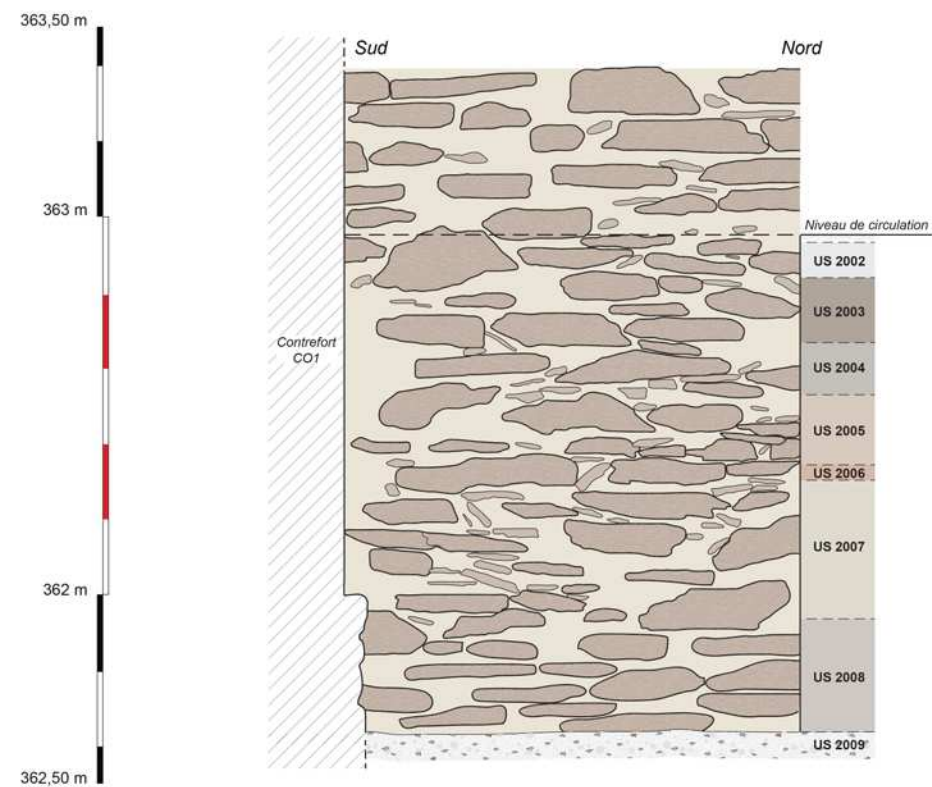 363,50 m
Sud
Nord
363 m
Niveau de circulation
US 2002
US 2003
Contrefort
CO1
US 2004
US 2005
US 2006
US 2007
362 m
US 2008
US 2009
362,50 m